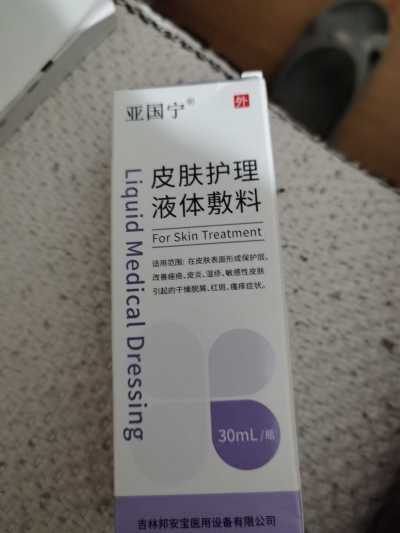 亚国宁®
外
皮肤护理
液体敷料
For Skin Treatment
适用范围: 在皮肤表面形成保护层,
改善痤疮、皮炎、湿疹、敏感性皮肤
引起的干燥脱屑、红斑、瘙痒症状。
Liquid Medical Dressing
30mL/瓶
吉林邦安宝医用设备有限公司